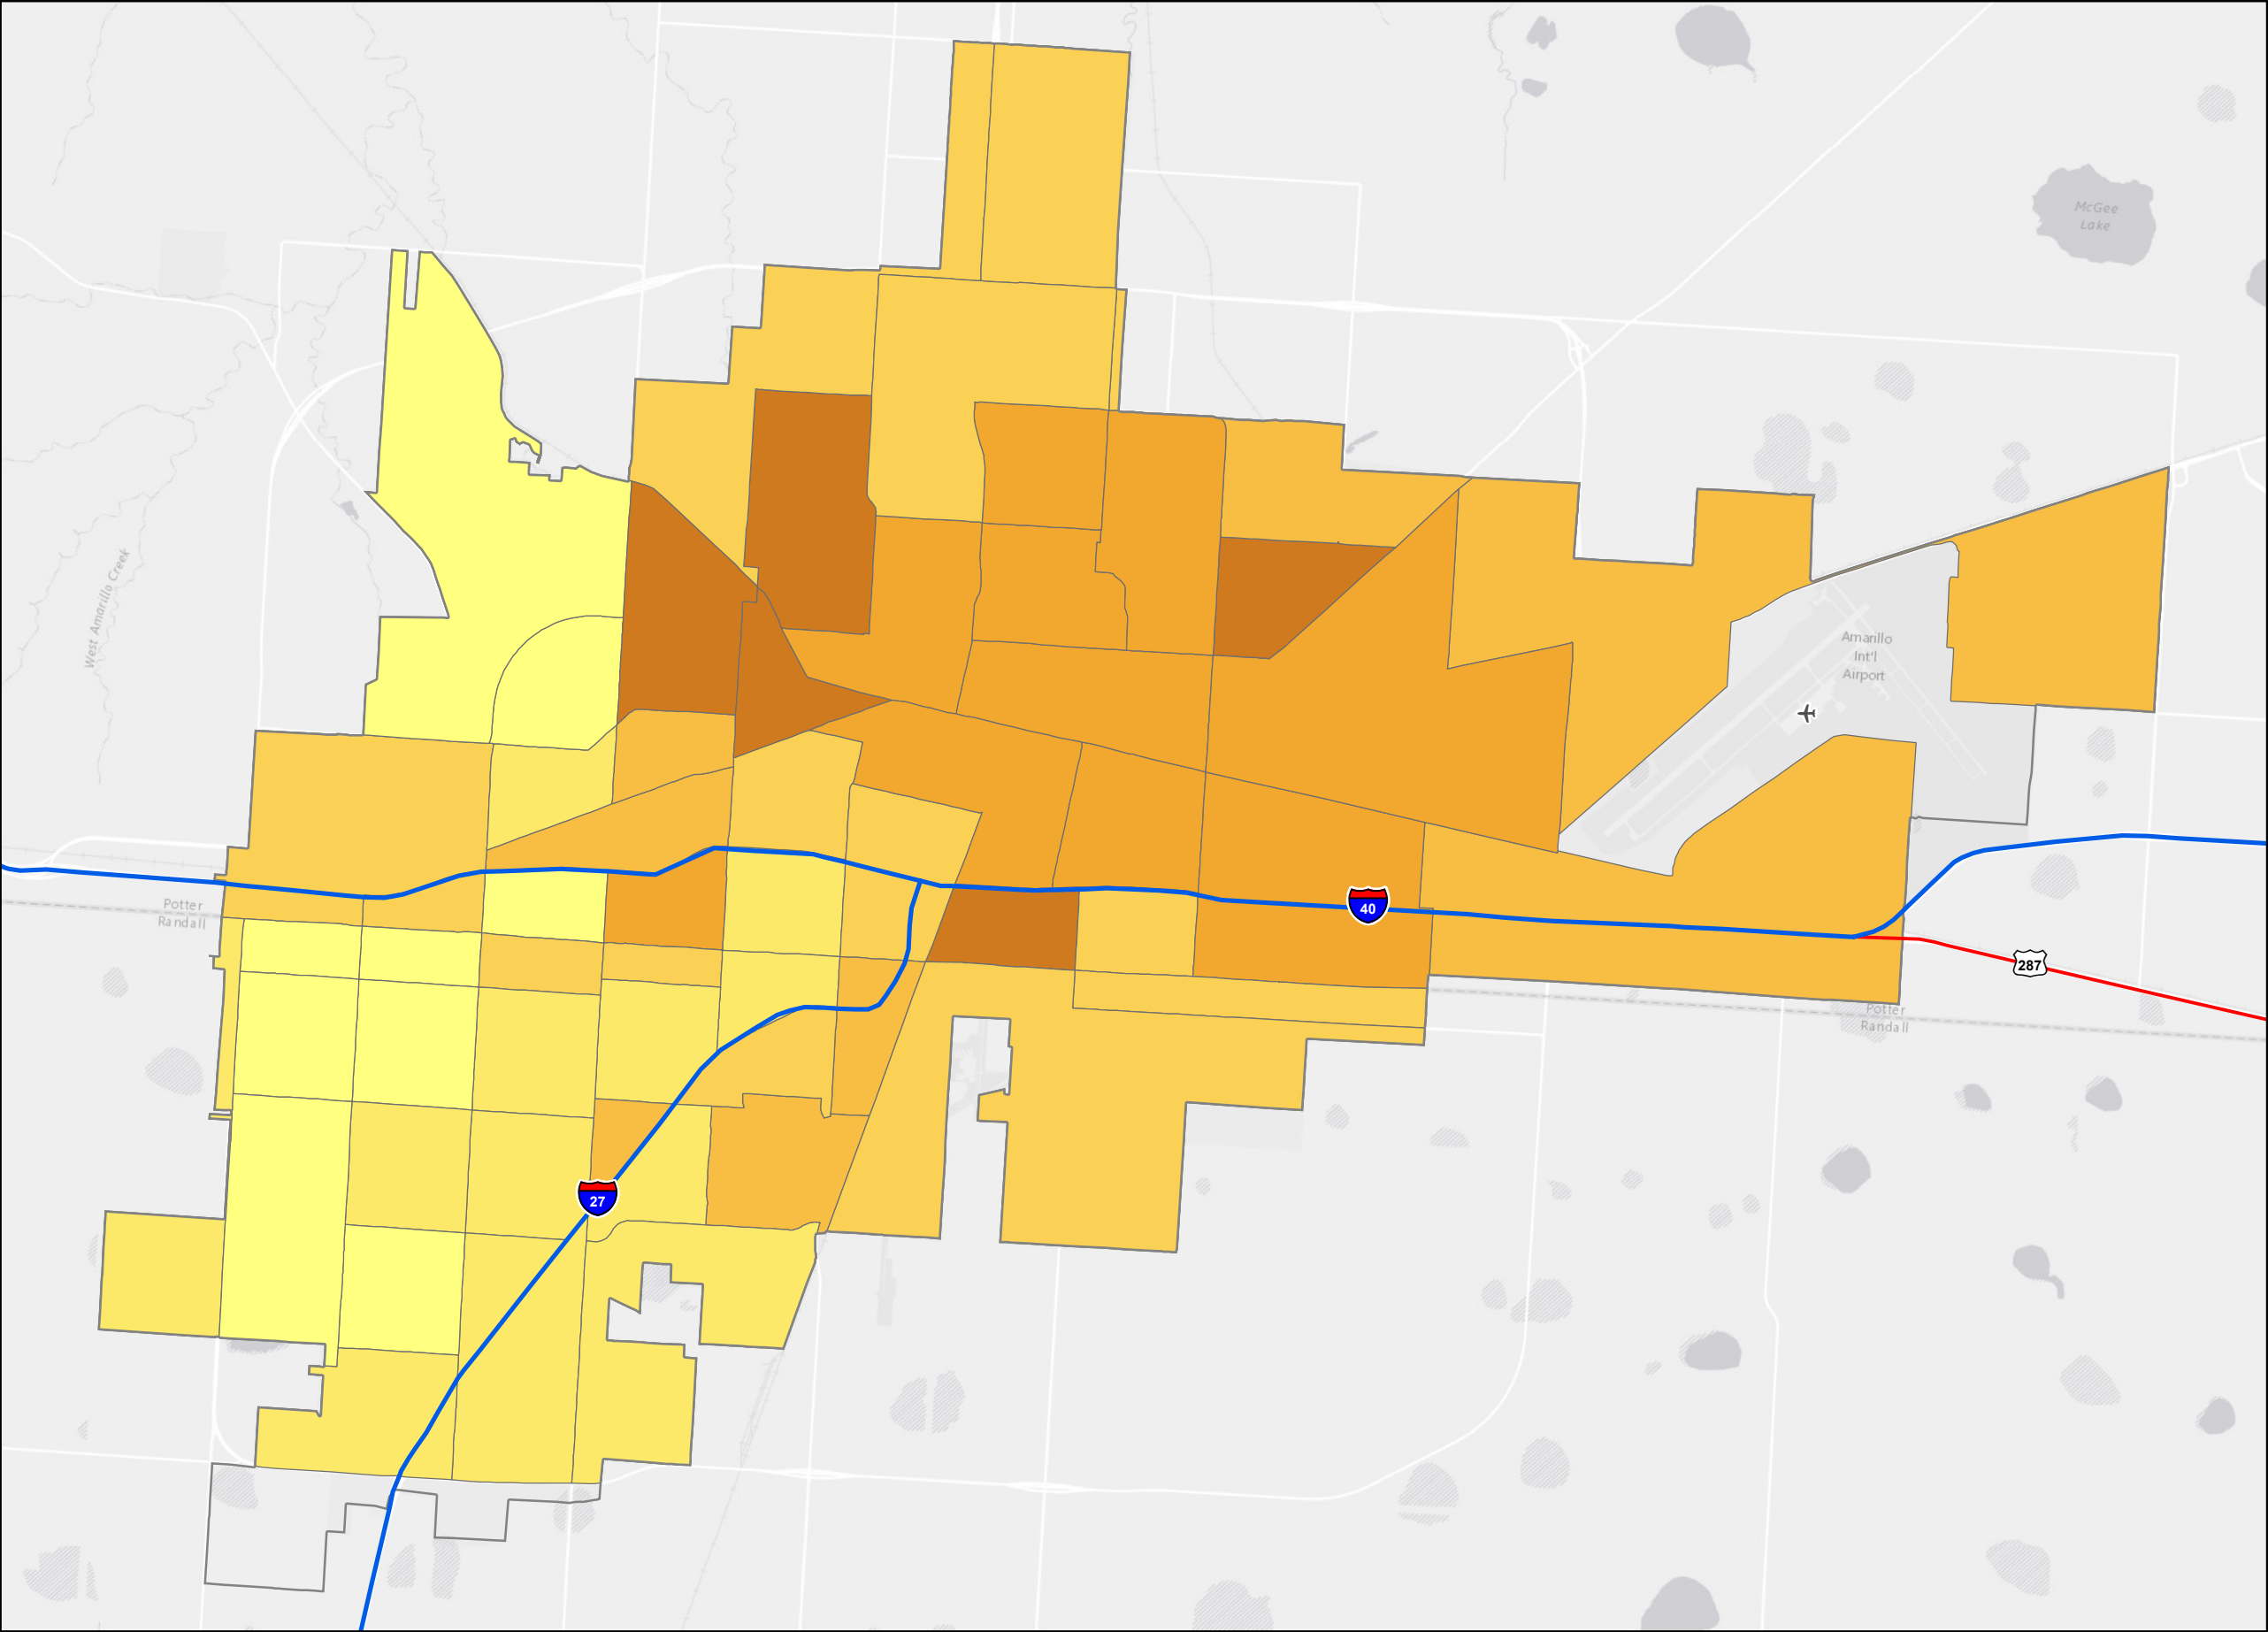 McGee
Lake
West Amarillo Creek
Amarillo
Int'l
Airport
Potter
Randall
40
287
Potter
Randall
27